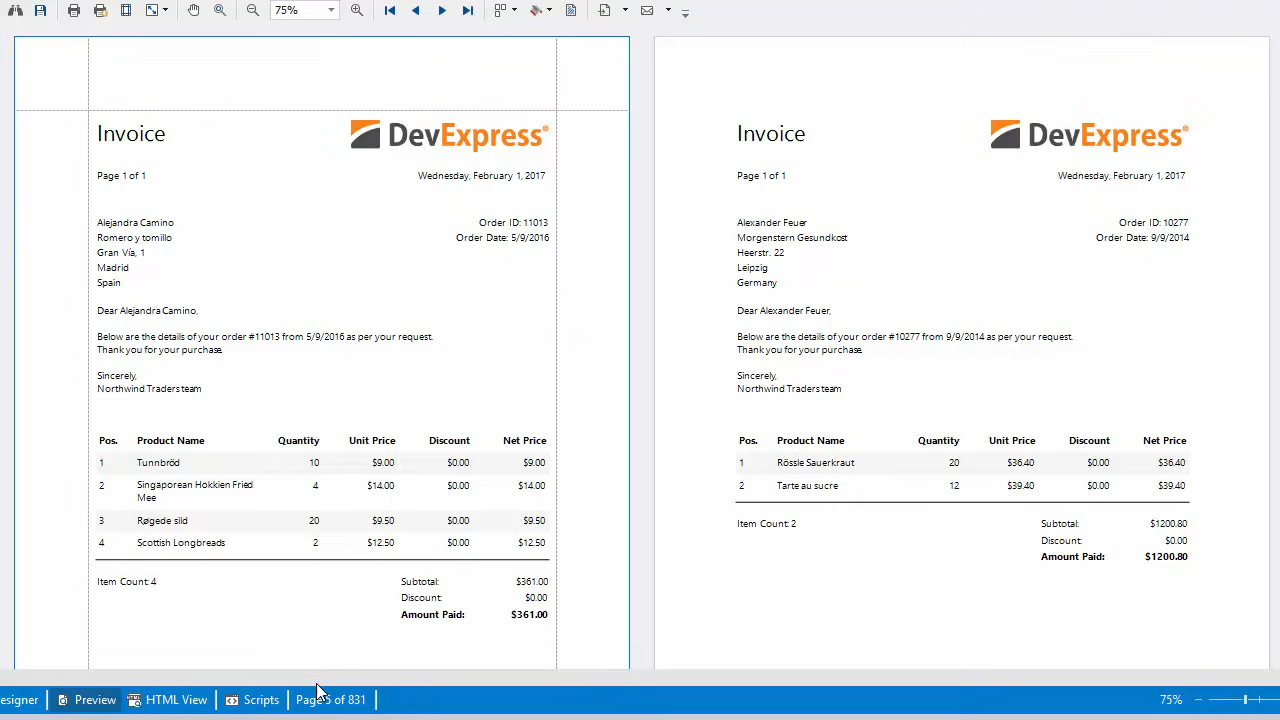 75%
Invoice DevExpress®
Page 1 of 1 Wednesday, February 1, 2017
Alejandra Camino Order ID: 11013
Romero y tomillo Order Date: 5/9/2016
Gran Vía, 1
Madrid
Spain
Dear Alejandra Camino,
Below are the details of your order #11013 from 5/9/2016 as per your request.
Thank you for your purchase.
Sincerely,
Northwind Traders team
Pos. Product Name Quantity Unit Price Discount Net Price
1 Tunnbröd 10 $9.00 $0.00 $9.00
2 Singaporean Hokkien Fried 4 $14.00 $0.00 $14.00
Mee
3 Røgede sild 20 $9.50 $0.00 $9.50
4 Scottish Longbreads 2 $12.50 $0.00 $12.50
Item Count: 4 Subtotal: $361.00
Discount: $0.00
Amount Paid: $361.00
Invoice DevExpress®
Page 1 of 1 Wednesday, February 1, 2017
Alexander Feuer Order ID: 10277
Morgenstern Gesundkost Order Date: 9/9/2014
Heerstr. 22
Leipzig
Germany
Dear Alexander Feuer,
Below are the details of your order #10277 from 9/9/2014 as per your request.
Thank you for your purchase.
Sincerely,
Northwind Traders team
Pos. Product Name Quantity Unit Price Discount Net Price
1 Rössle Sauerkraut 20 $36.40 $0.00 $36.40
2 Tarte au sucre 12 $39.40 $0.00 $39.40
Item Count: 2 Subtotal: $1200.80
Discount: $0.00
Amount Paid: $1200.80
esigner Preview HTML View Scripts Page 5 of 831 75%